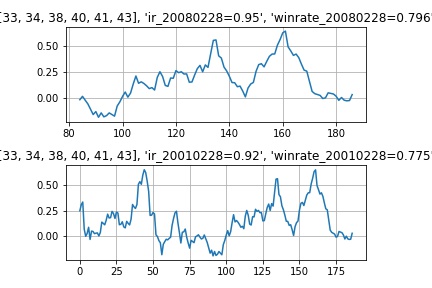 [33, 34, 38, 40, 41, 43], 'ir_20080228=0.95', 'winrate_20080228=0.796'
0.50
0.25
0.00
80 100 120 140 160 180
[33, 34, 38, 40, 41, 43], 'ir_20010228=0.92', 'winrate_20010228=0.775'
0.50
0.25
0.00
0 25 50 75 100 125 150 175